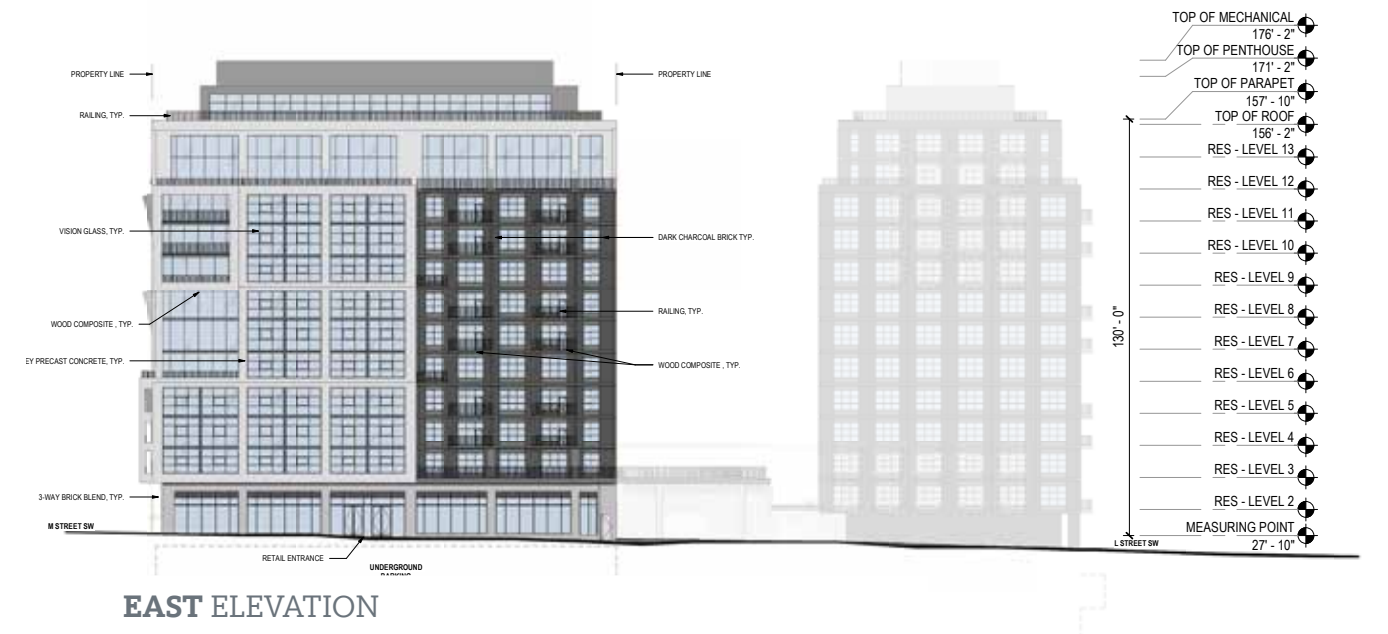 TOP OF MECHANICAL
176' - 2"
TOP OF PENTHOUSE
171' - 2"
TOP OF PARAPET
157' - 10"
TOP OF ROOF
156' - 2"
RES - LEVEL 13
RES - LEVEL 12
RES - LEVEL 11
RES - LEVEL 10
RES - LEVEL 9
RES - LEVEL 8
RES - LEVEL 7
RES - LEVEL 6
RES - LEVEL 5
RES - LEVEL 4
RES - LEVEL 3
RES - LEVEL 2
MEASURING POINT
27' - 10"
130' - 0"
PROPERTY LINE
PROPERTY LINE
RAILING, TYP.
VISION GLASS, TYP.
DARK CHARCOAL BRICK TYP.
RAILING, TYP.
WOOD COMPOSITE , TYP.
EY PRECAST CONCRETE, TYP.
WOOD COMPOSITE , TYP.
3-WAY BRICK BLEND, TYP.
M STREET SW
L STREET SW
RETAIL ENTRANCE
UNDERGROUND
PARKING
EAST ELEVATION